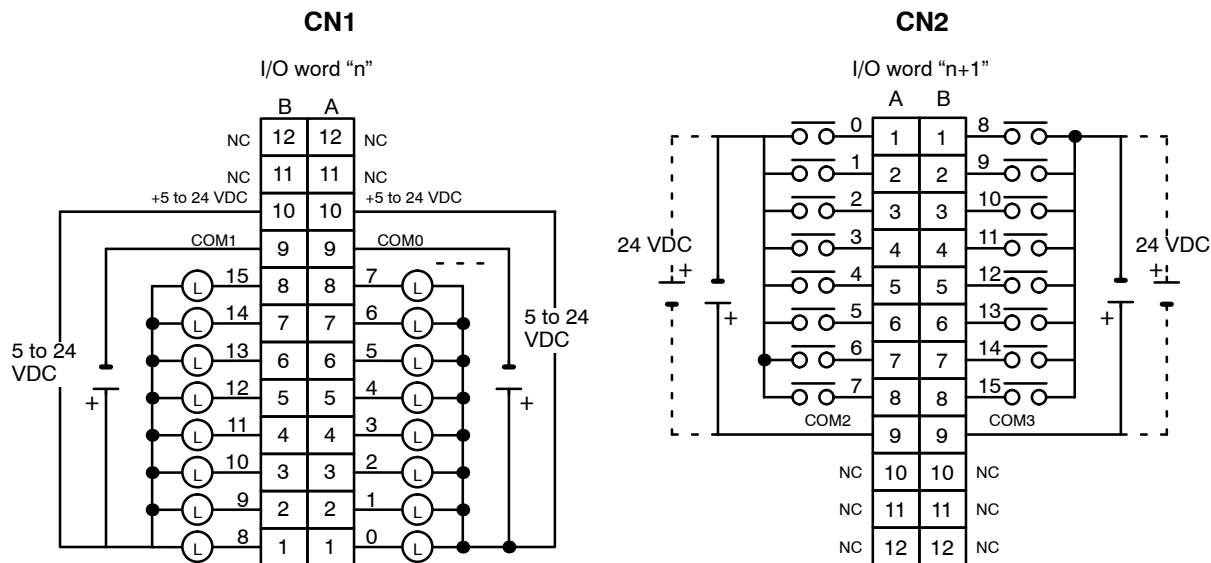 CN1
CN2
I/O word “n”
I/O word “n+1”
B A
A B
NC 12 12 NC
NC 11 11 NC
+5 to 24 VDC 10 10 +5 to 24 VDC
COM1 9 9 COM0
L 15 8 8 7 L
L 14 7 7 6 L
L 13 6 6 5 L
L 12 5 5 4 L
L 11 4 4 3 L
L 10 3 3 2 L
L 9 2 2 1 L
L 8 1 1 0 L
5 to 24
VDC
+
5 to 24
VDC
+
0 1 1 8
1 2 2 9
2 3 3 10
3 4 4 11
4 5 5 12
5 6 6 13
6 7 7 14
7 8 8 15
COM2 9 9 COM3
NC 10 10 NC
NC 11 11 NC
NC 12 12 NC
24 VDC
+
+
24 VDC
+
+